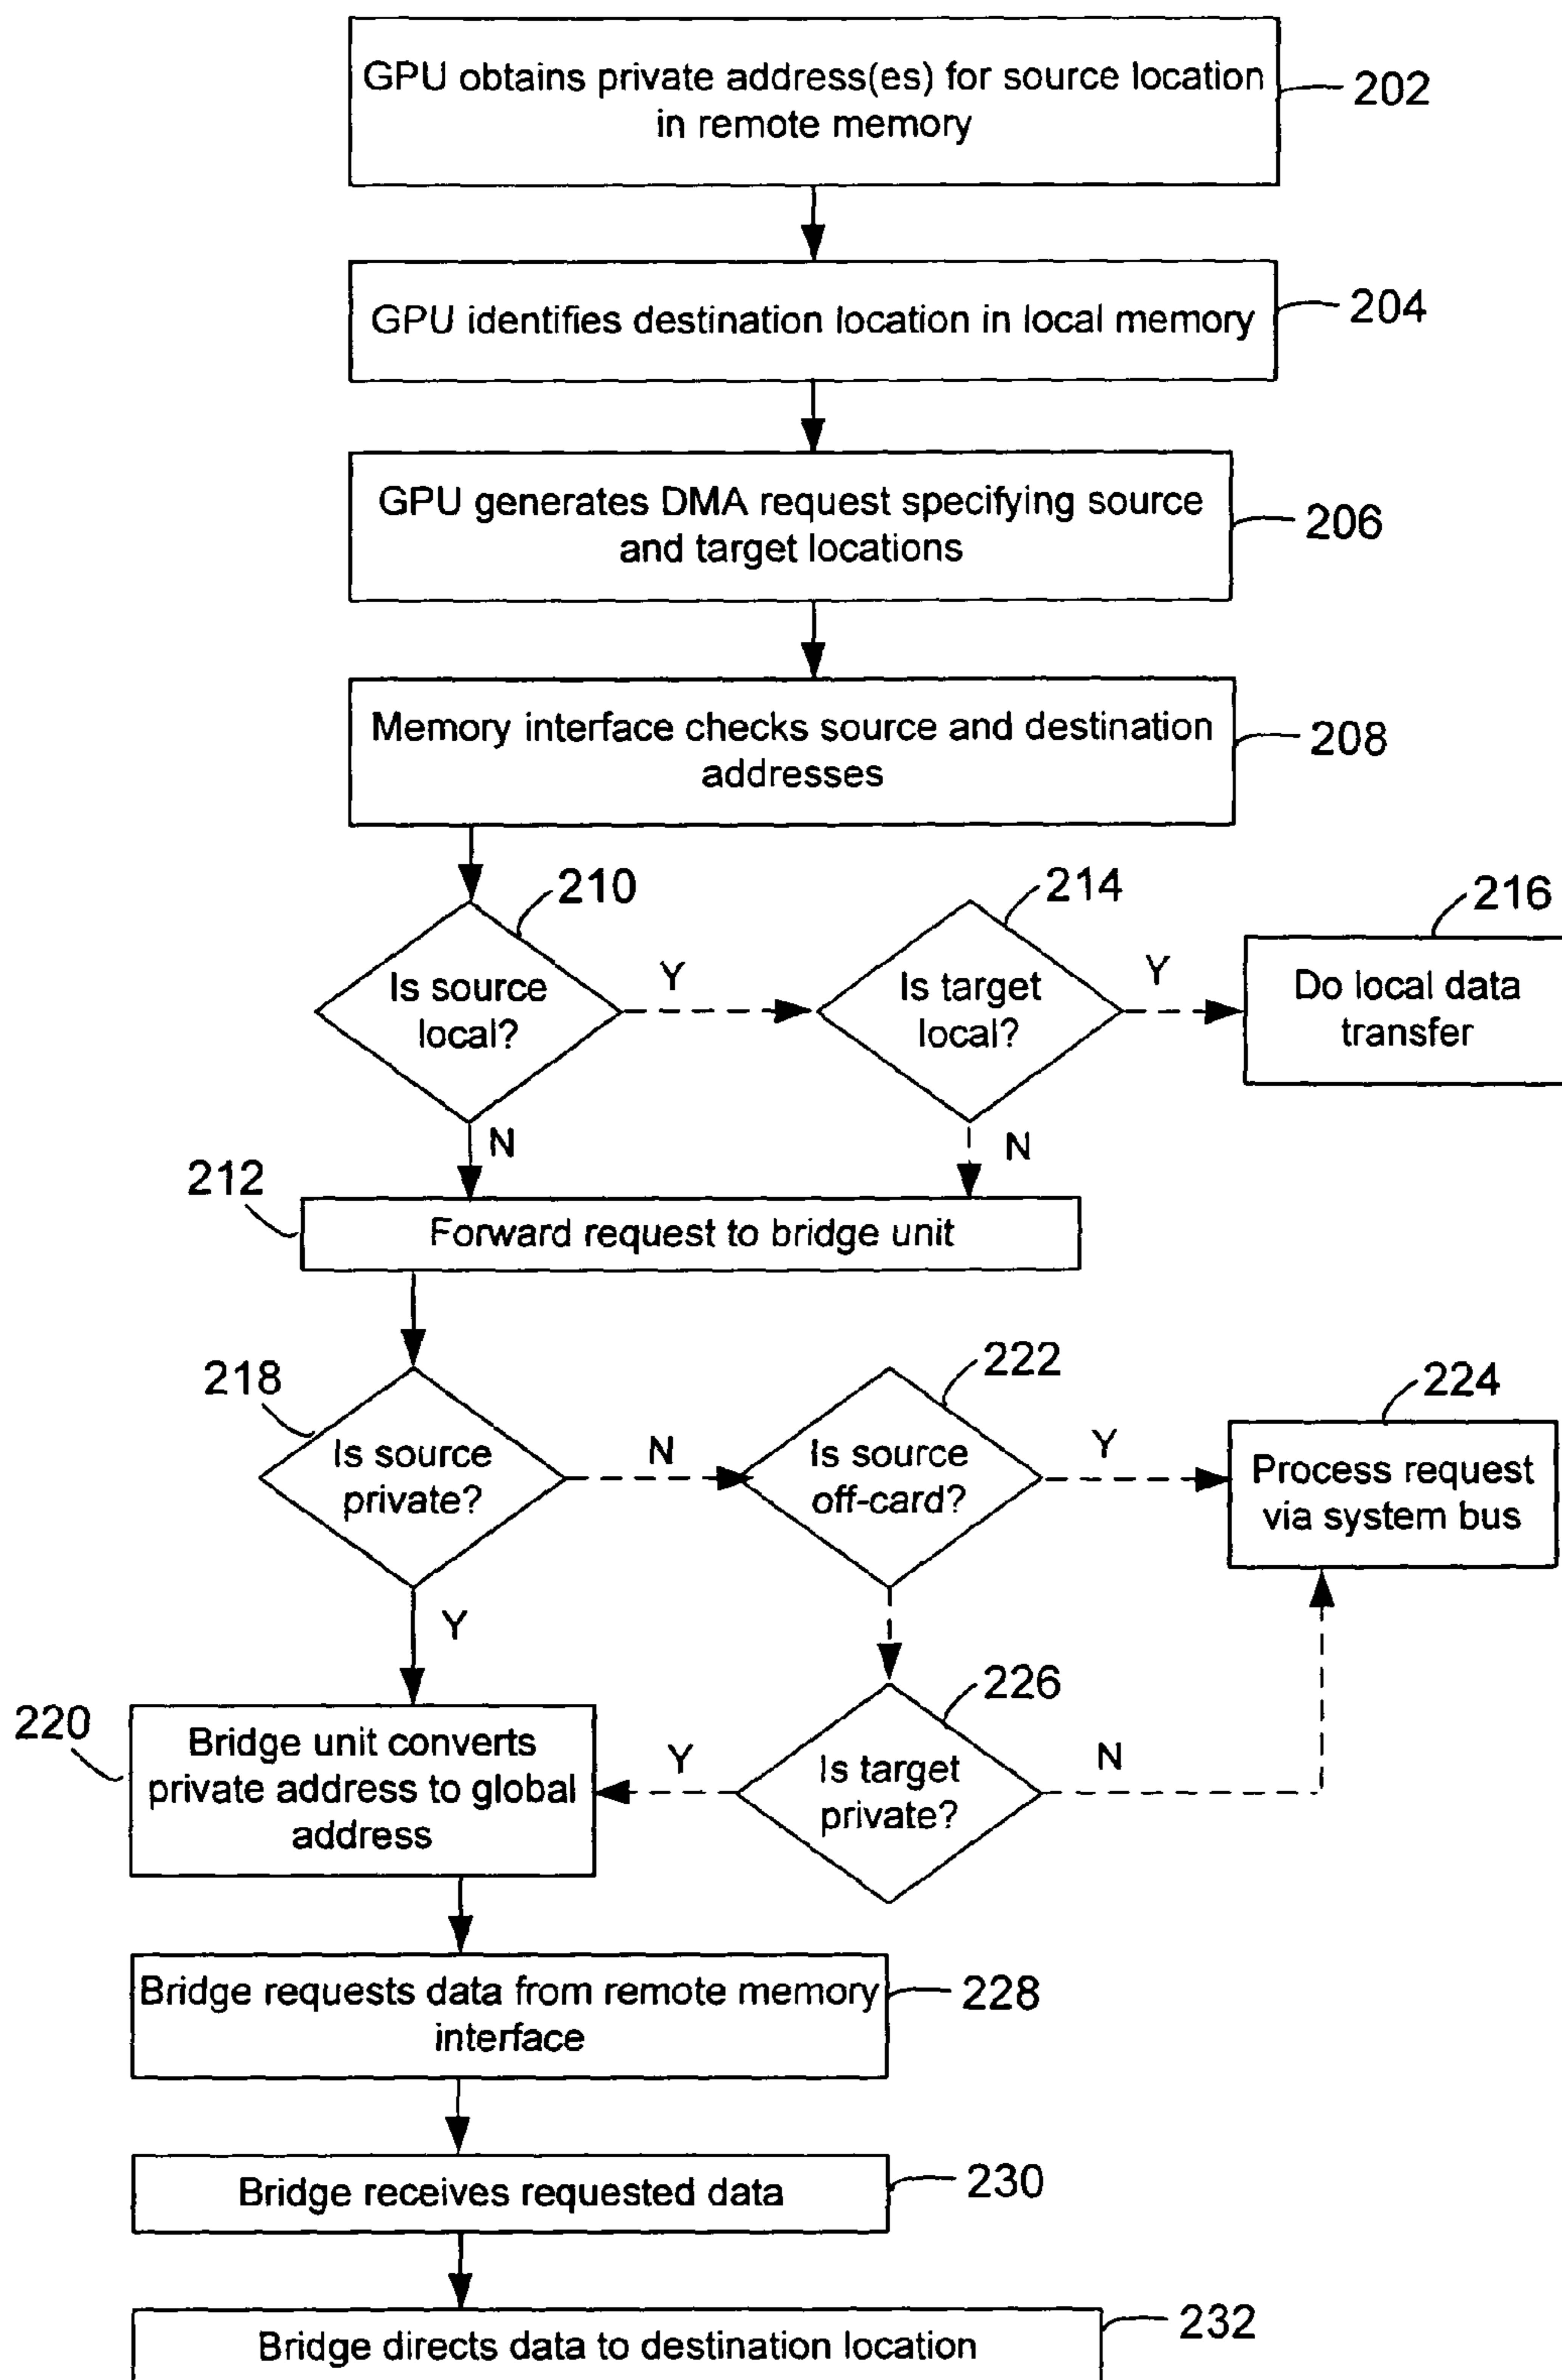 GPU obtains private address(es) for source location
in remote memory
202
GPU identifies destination location in local memory
204
GPU generates DMA request specifying source
and target locations
206
Memory interface checks source and destination
addresses
208
210
214
216
Is source
local?
Y
Is target
local?
Y
Do local data
transfer
N
N
212
Forward request to bridge unit
218
222
224
Is source
private?
N
Is source
off-card?
Y
Process request
via system bus
Y
226
220
Bridge unit converts
private address to global
address
Y
Is target
private?
N
Bridge requests data from remote memory
interface
228
Bridge receives requested data
230
Bridge directs data to destination location
232